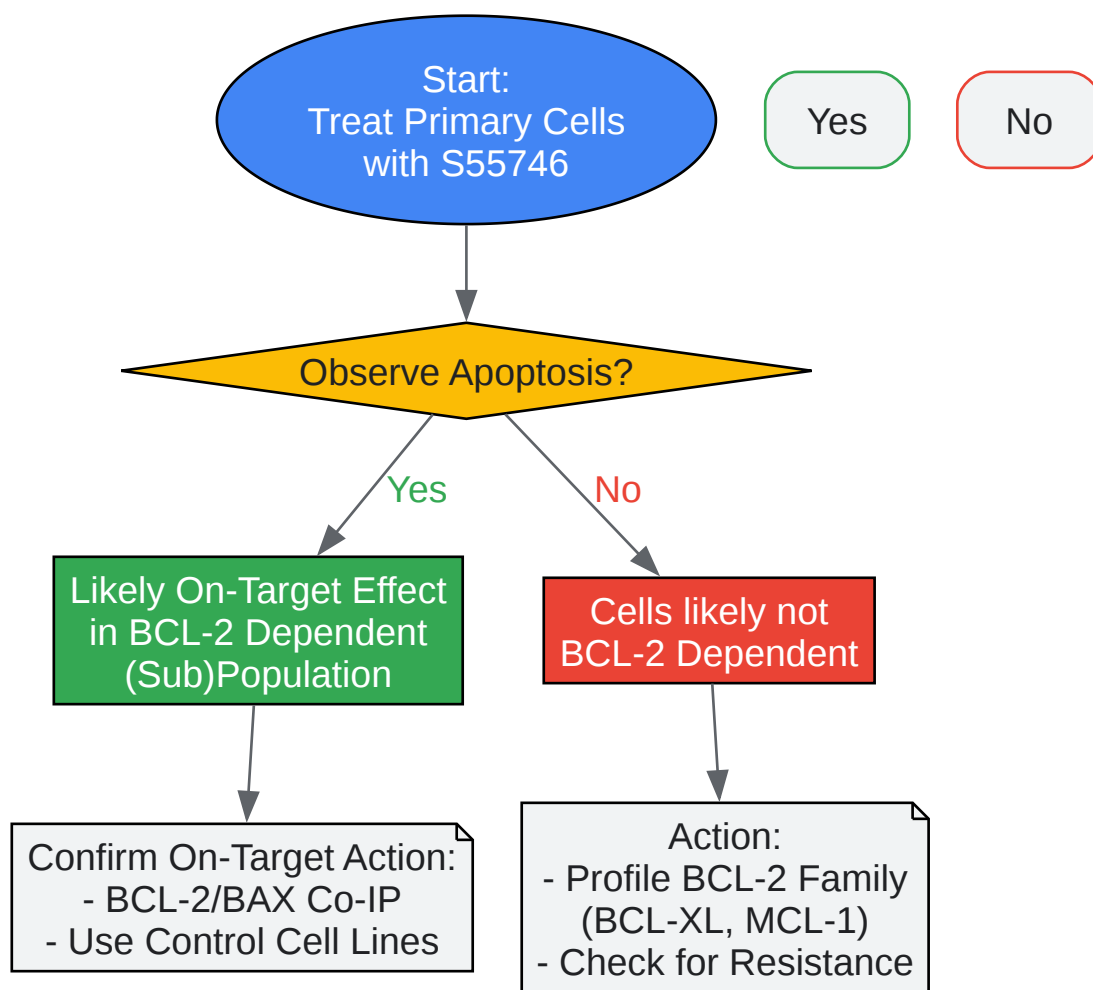 Start:
Treat Primary Cells
with S55746
Yes
No
Observe Apoptosis?
Yes
No
Likely On-Target Effect
in BCL-2 Dependent
(Sub)Population
Cells likely not
BCL-2 Dependent
Confirm On-Target Action:
- BCL-2/BAX Co-IP
- Use Control Cell Lines
Action:
- Profile BCL-2 Family
(BCL-XL, MCL-1)
- Check for Resistance